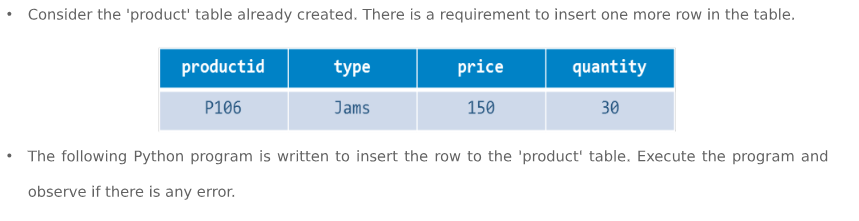 • Consider the 'product' table already created. There is a requirement to insert one more row in the table.
productid type price quantity
P106 Jams 150 30
• The following Python program is written to insert the row to the 'product' table. Execute the program and
observe if there is any error.